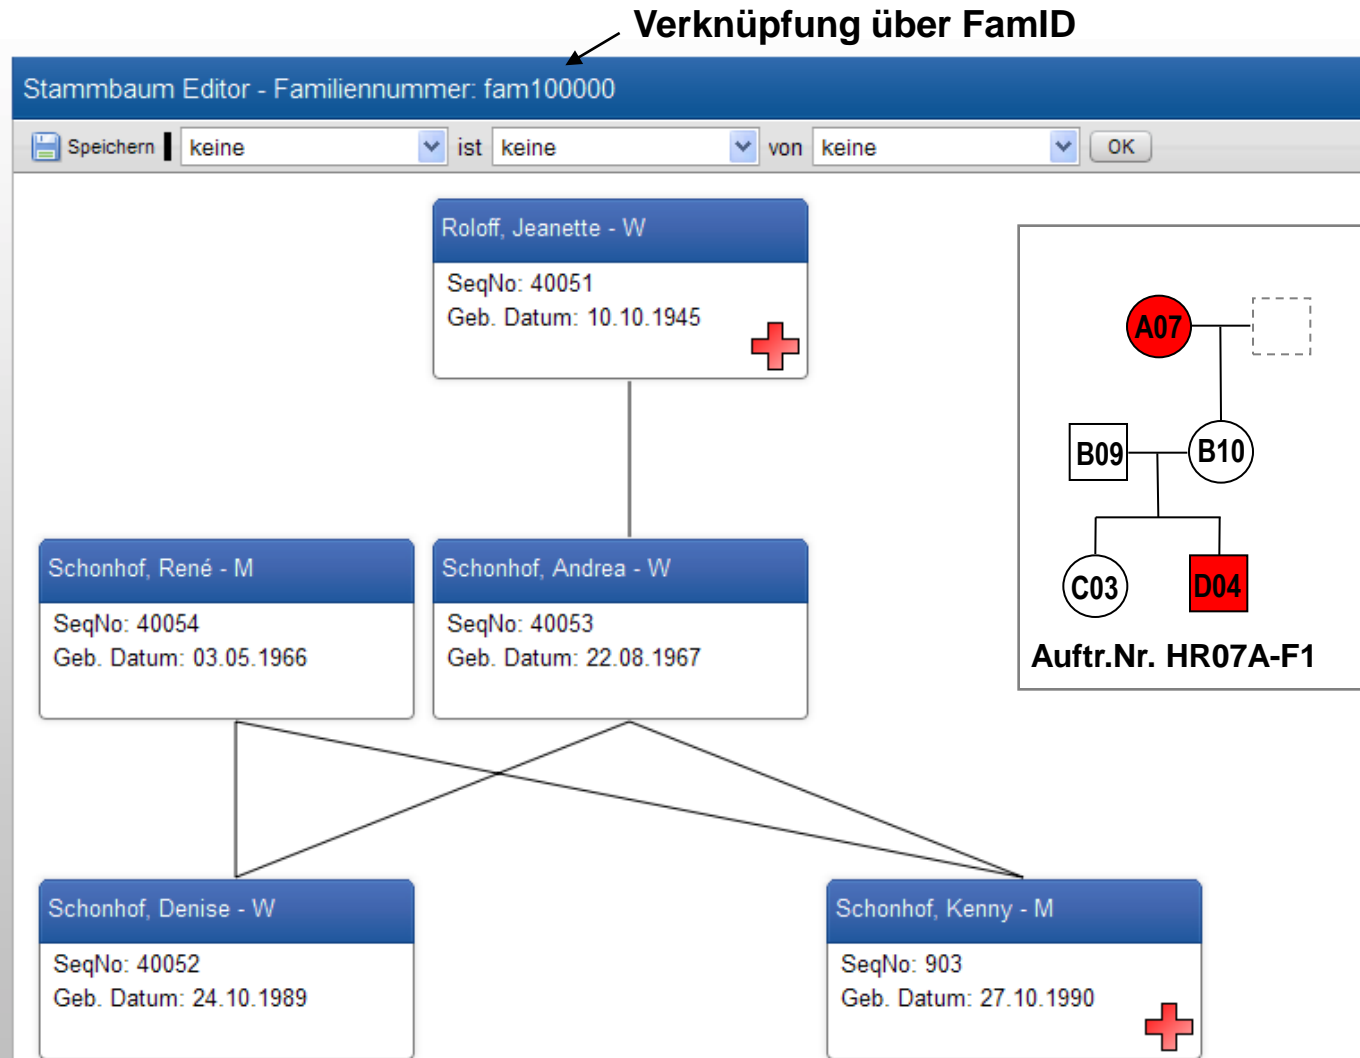 Verknüpfung über FamID
Stammbaum Editor - Familiennummer: fam100000
Speichern keine ist keine von keine OK
Roloff, Jeanette - W
SeqNo: 40051
Geb. Datum: 10.10.1945
A07
B09 B10
C03 D04
Auftr.Nr. HR07A-F1
Schonhof, René - M
SeqNo: 40054
Geb. Datum: 03.05.1966
Schonhof, Andrea - W
SeqNo: 40053
Geb. Datum: 22.08.1967
Schonhof, Denise - W
SeqNo: 40052
Geb. Datum: 24.10.1989
Schonhof, Kenny - M
SeqNo: 903
Geb. Datum: 27.10.1990